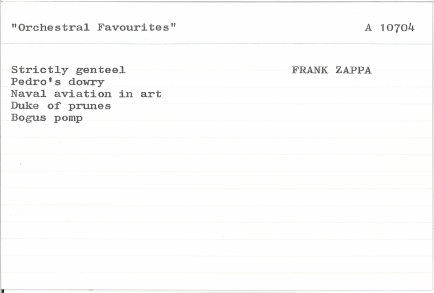 "Orchestral Favourites" A 10704
Strictly genteel FRANK ZAPPA
Pedro's dowry
Naval aviation in art
Duke of prunes
Bogus pomp